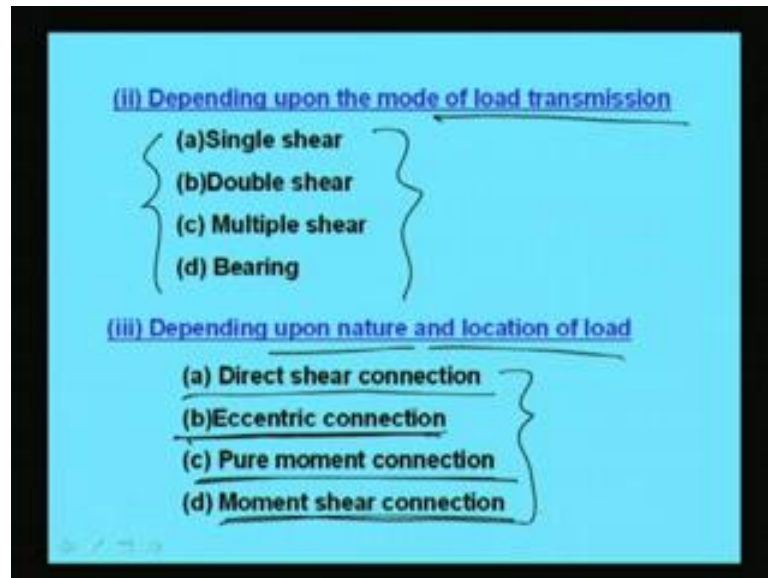 (ii) Depending upon the mode of load transmission
(a)Single shear
(b)Double shear
(c) Multiple shear
(d) Bearing
(iii) Depending upon nature and location of load
(a) Direct shear connection
(b)Eccentric connection
(c) Pure moment connection
(d) Moment shear connection